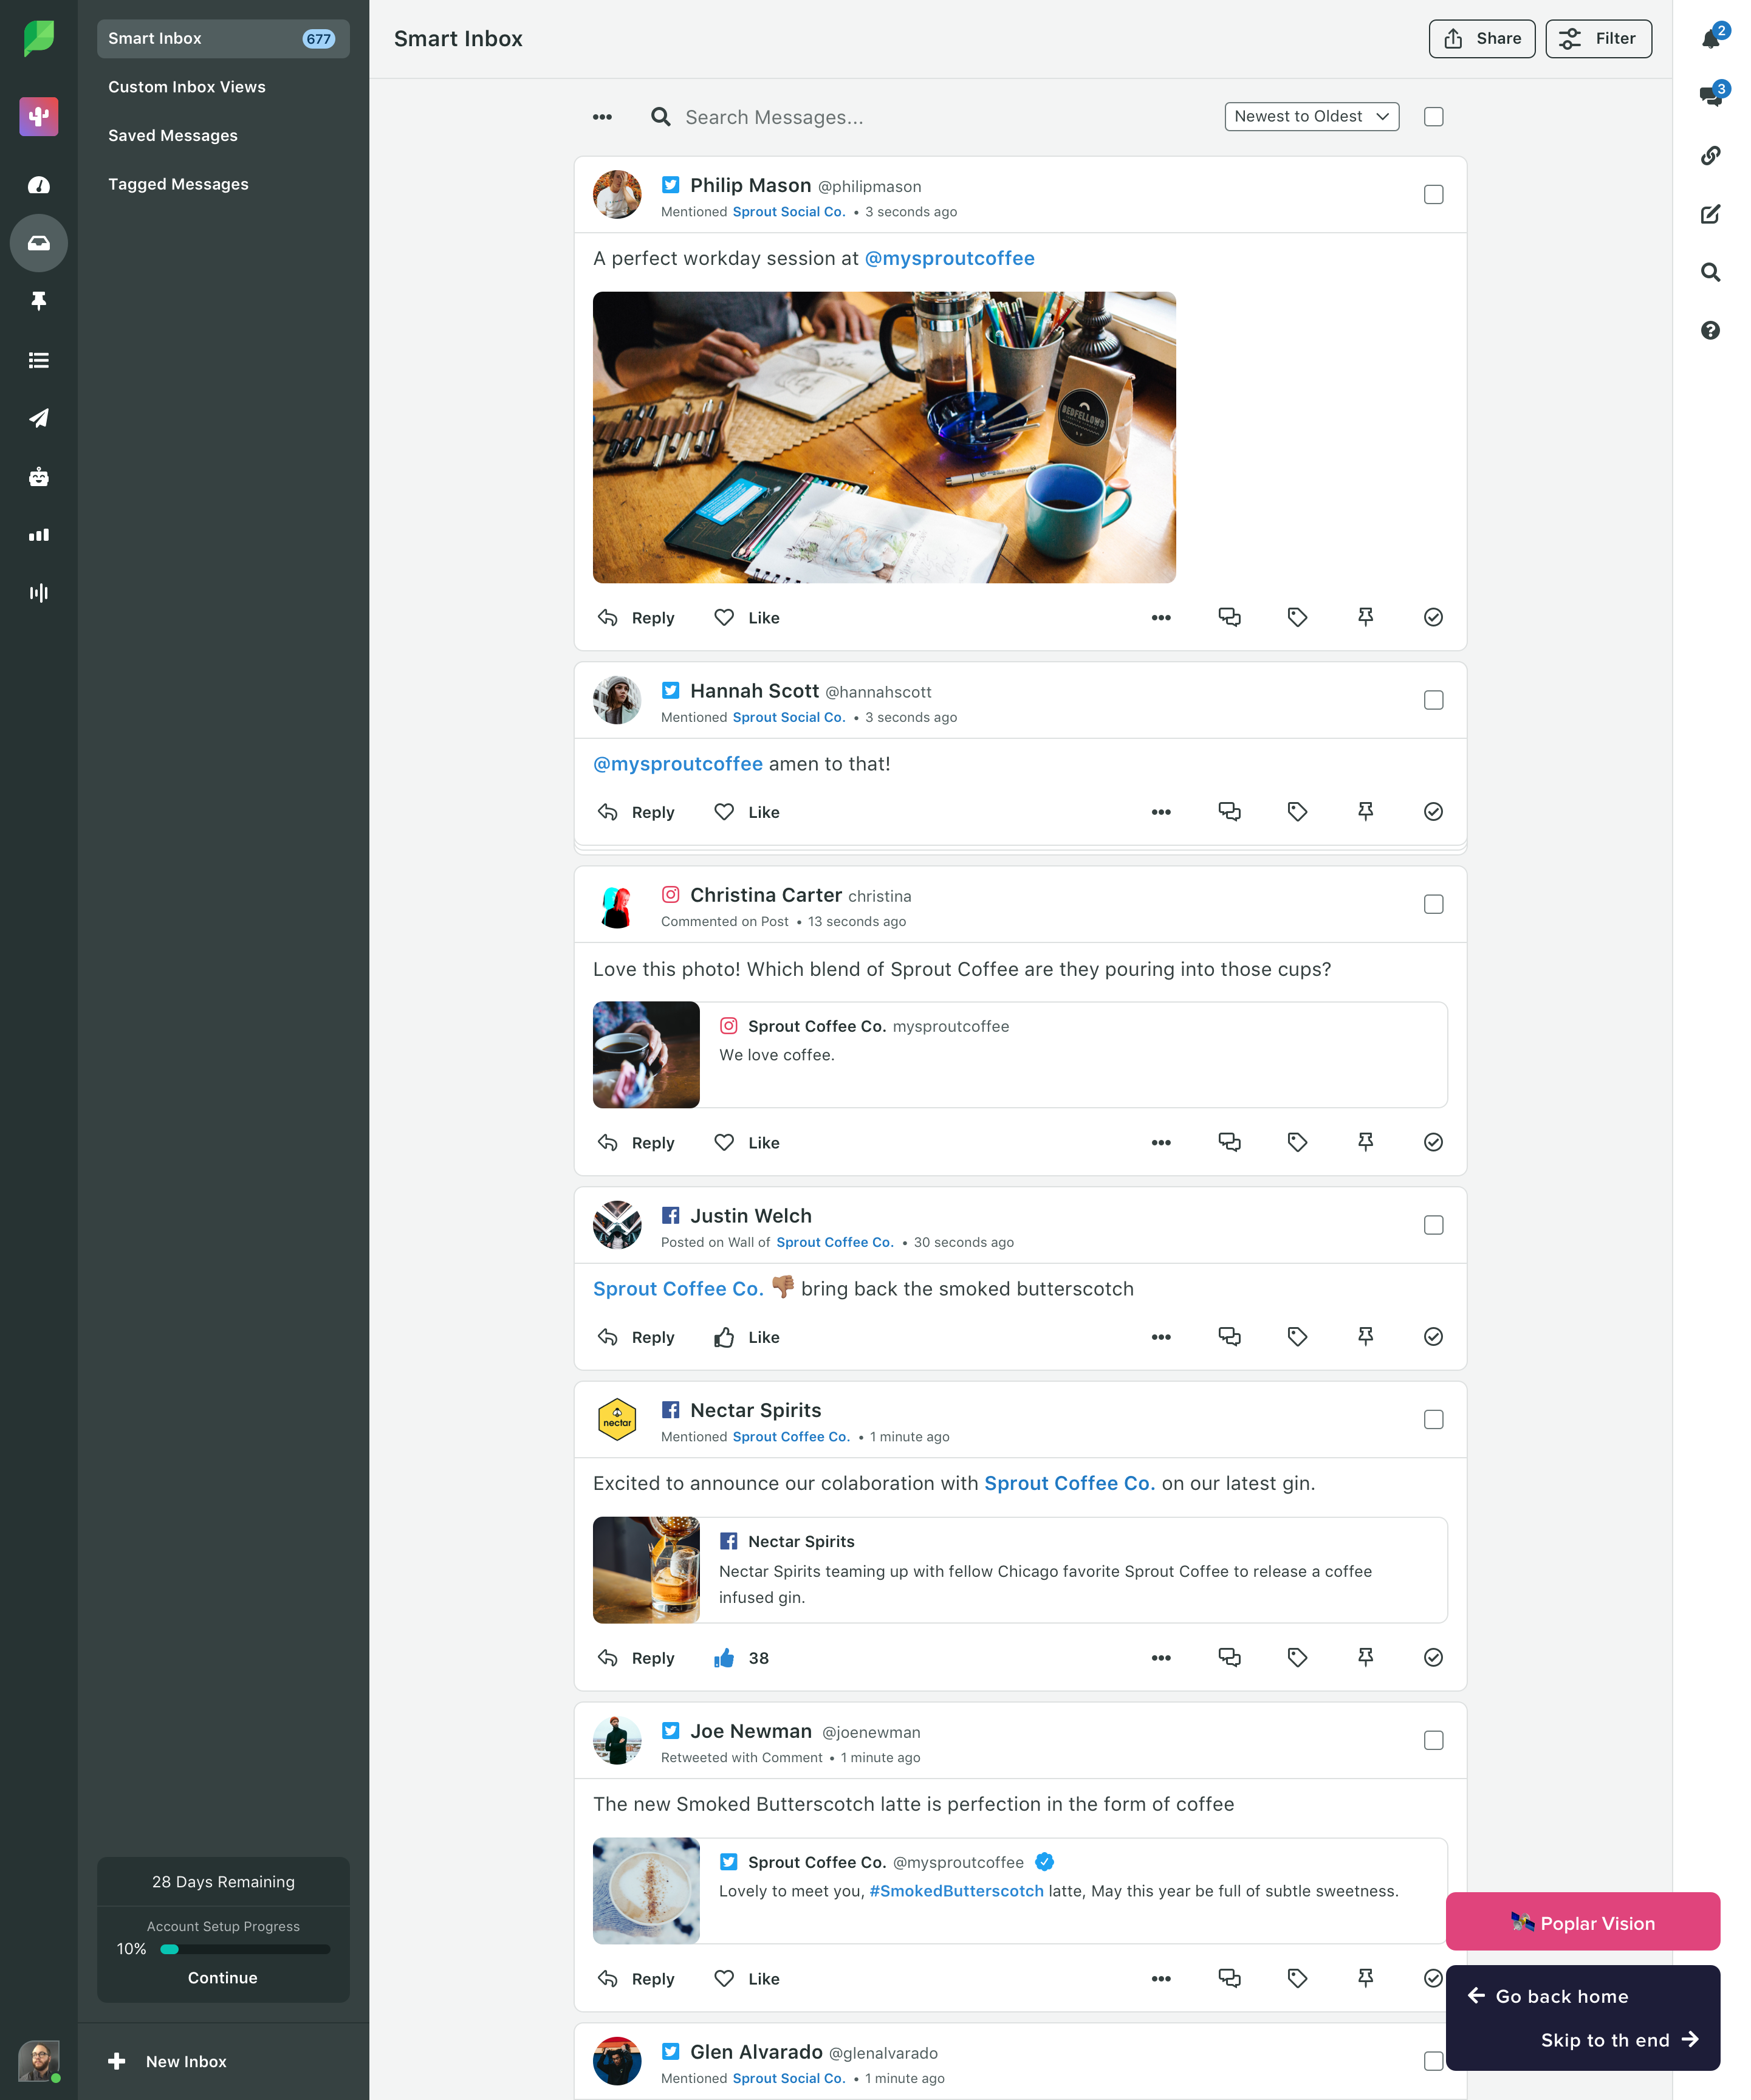 Smart Inbox
677
Custom Inbox Views
Saved Messages
Tagged Messages
28 Days Remaining
Account Setup Progress
10%
Continue
New Inbox
Smart Inbox
Share
Filter
Search Messages...
Newest to Oldest
Philip Mason @philipmason
Mentioned Sprout Social Co. • 3 seconds ago
A perfect workday session at @mysproutcoffee
BEDFELLOWS
Reply
Like
Hannah Scott @hannahscott
Mentioned Sprout Social Co. • 3 seconds ago
@mysproutcoffee amen to that!
Reply
Like
Christina Carter christina
Commented on Post • 13 seconds ago
Love this photo! Which blend of Sprout Coffee are they pouring into those cups?
Sprout Coffee Co. mysproutcoffee
We love coffee.
Reply
Like
Justin Welch
Posted on Wall of Sprout Coffee Co. • 30 seconds ago
Sprout Coffee Co. 👎🏽 bring back the smoked butterscotch
Reply
Like
nectar
Nectar Spirits
Mentioned Sprout Coffee Co. • 1 minute ago
Excited to announce our colaboration with Sprout Coffee Co. on our latest gin.
Nectar Spirits
Nectar Spirits teaming up with fellow Chicago favorite Sprout Coffee to release a coffee
infused gin.
Reply
38
Joe Newman @joenewman
Retweeted with Comment • 1 minute ago
The new Smoked Butterscotch latte is perfection in the form of coffee
Sprout Coffee Co. @mysproutcoffee
Lovely to meet you, #SmokedButterscotch latte, May this year be full of subtle sweetness.
Reply
Like
Glen Alvarado @glenalvarado
Mentioned Sprout Social Co. • 1 minute ago
2
3
🛰️ Poplar Vision
Go back home
Skip to th end